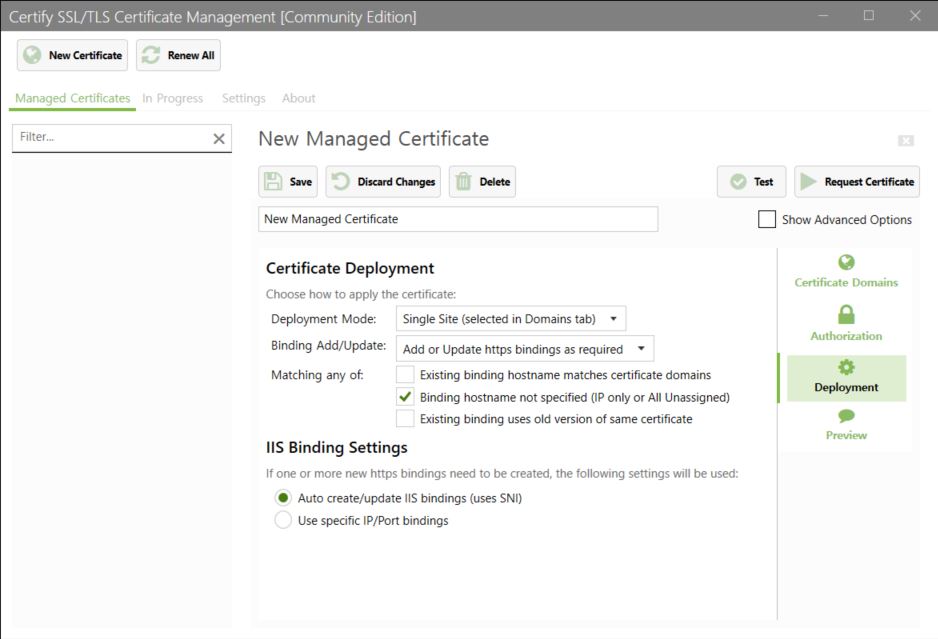 Certify SSL/TLS Certificate Management [Community Edition]
New Certificate
Renew All
Managed Certificates
In Progress
Settings
About
Filter...
New Managed Certificate
Save
Discard Changes
Delete
Test
Request Certificate
New Managed Certificate
Show Advanced Options
Certificate Deployment
Choose how to apply the certificate:
Deployment Mode: Single Site (selected in Domains tab)
Binding Add/Update: Add or Update https bindings as required
Matching any of: Existing binding hostname matches certificate domains
Binding hostname not specified (IP only or All Unassigned)
Existing binding uses old version of same certificate
IIS Binding Settings
If one or more new https bindings need to be created, the following settings will be used:
Auto create/update IIS bindings (uses SNI)
Use specific IP/Port bindings
Certificate Domains
Authorization
Deployment
Preview